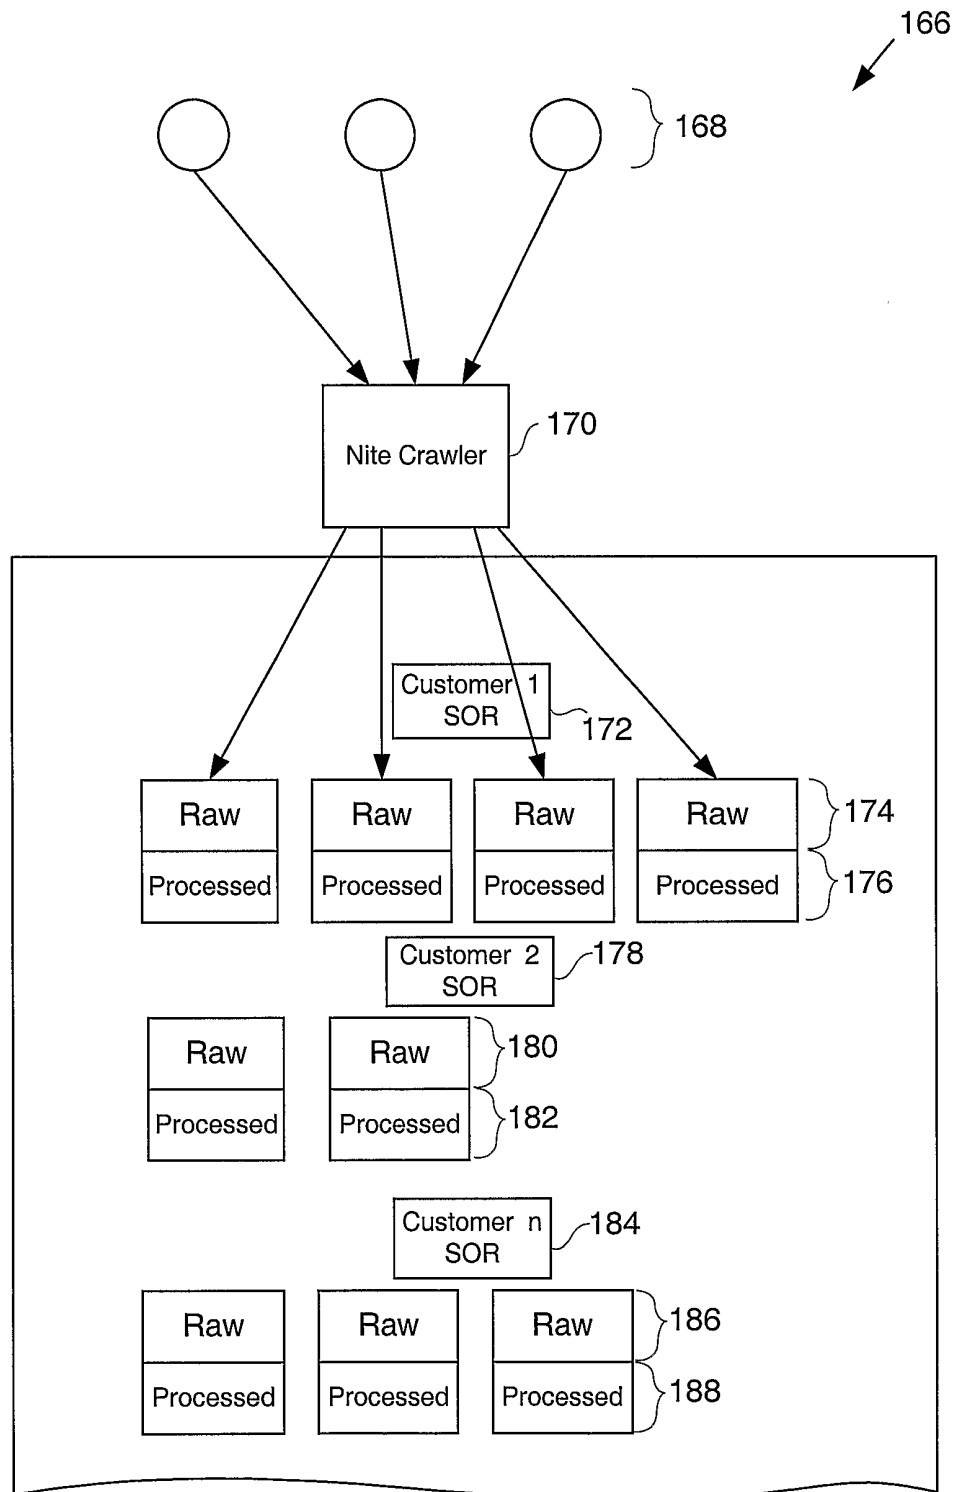 166
168
170
Nite Crawler
Customer 1
SOR
172
Raw Raw Raw Raw
174
Processed Processed Processed Processed
176
Customer 2
SOR
178
Raw Raw
180
Processed Processed
182
Customer n
SOR
184
Raw Raw Raw
186
Processed Processed Processed
188